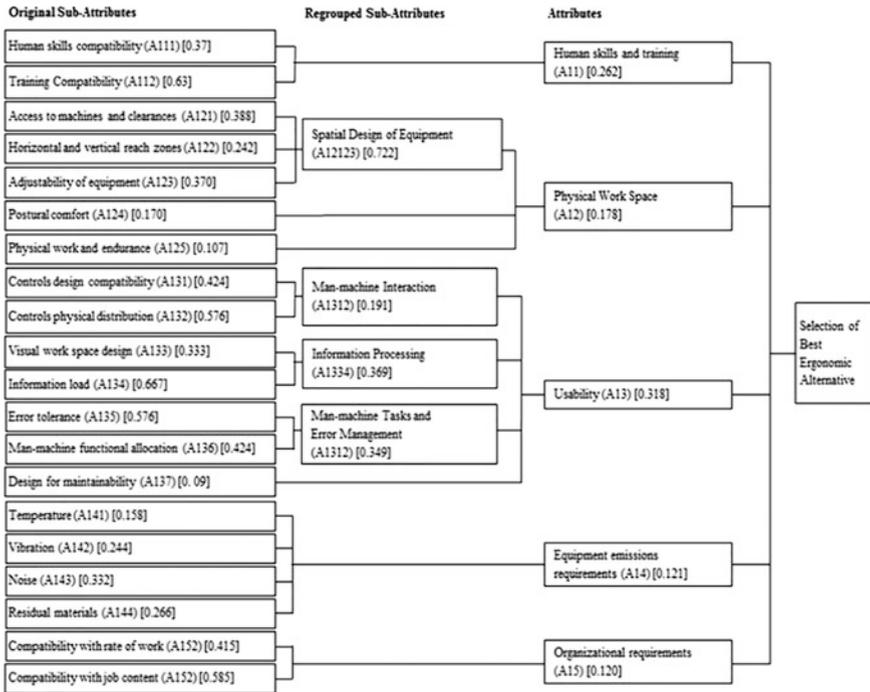 Original Sub-Attributes
Regrouped Sub-Attributes
Attributes
Human skills compatibility (A111) [0.37]
Training Compatibility (A112) [0.63]
Access to machines and clearances (A121) [0.388]
Horizontal and vertical reach zones (A122) [0.242]
Adjustability of equipment (A123) [0.370]
Postural comfort (A124) [0.170]
Physical work and endurance (A125) [0.107]
Controls design compatibility (A131) [0.424]
Controls physical distribution (A132) [0.576]
Visual work space design (A133) [0.333]
Information load (A134) [0.667]
Error tolerance (A135) [0.576]
Man-machine functional allocation (A136) [0.424]
Design for maintainability (A137) [0. 09]
Temperature (A141) [0.158]
Vibration (A142) [0.244]
Noise (A143) [0.332]
Residual materials (A144) [0.266]
Compatibility with rate of work (A152) [0.415]
Compatibility with job content (A152) [0.585]
Spatial Design of Equipment
(A12123) [0.722]
Man-machine Interaction
(A1312) [0.191]
Information Processing
(A1334) [0.369]
Man-machine Tasks and
Error Management
(A1312) [0.349]
Human skills and training
(A11) [0.262]
Physical Work Space
(A12) [0.178]
Usability (A13) [0.318]
Equipment emissions
requirements (A14) [0.121]
Organizational requirements
(A15) [0.120]
Selection of
Best
Ergonomic
Alternative